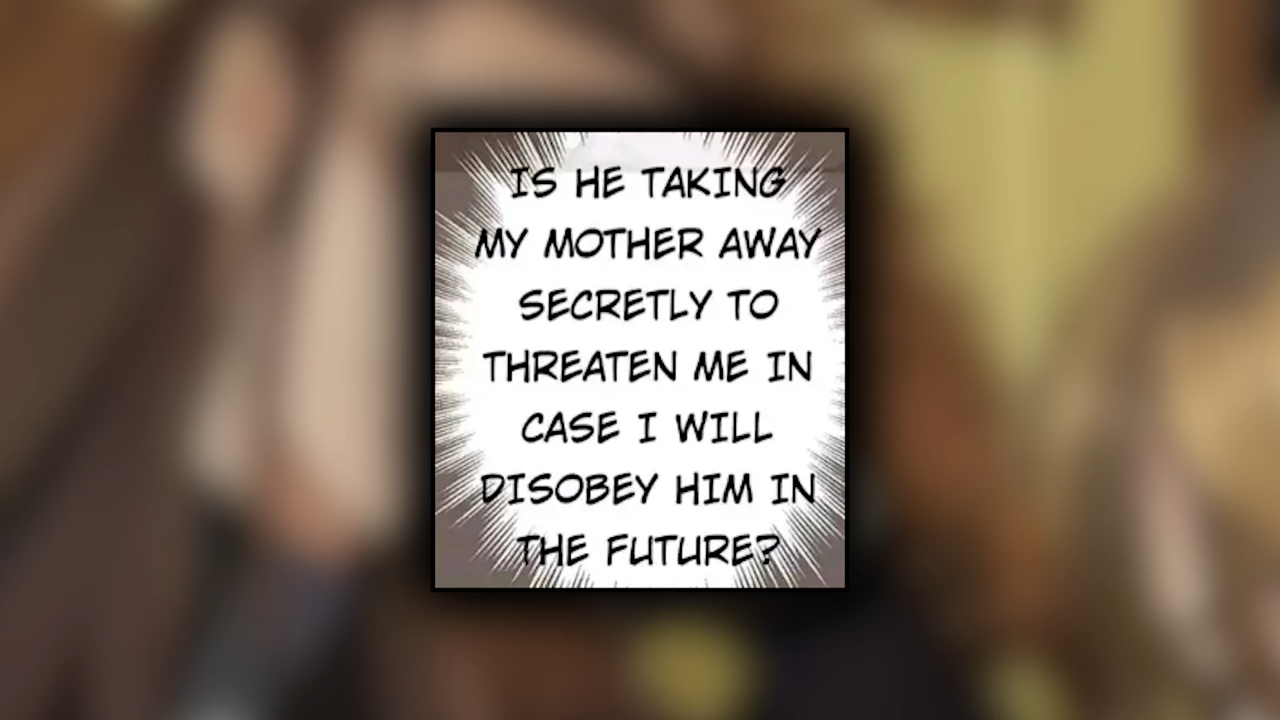 IS HE TAKING
MY MOTHER AWAY
SECRETLY TO
THREATEN ME IN
CASE I WILL
DISOBEY HIM IN
THE FUTURE?